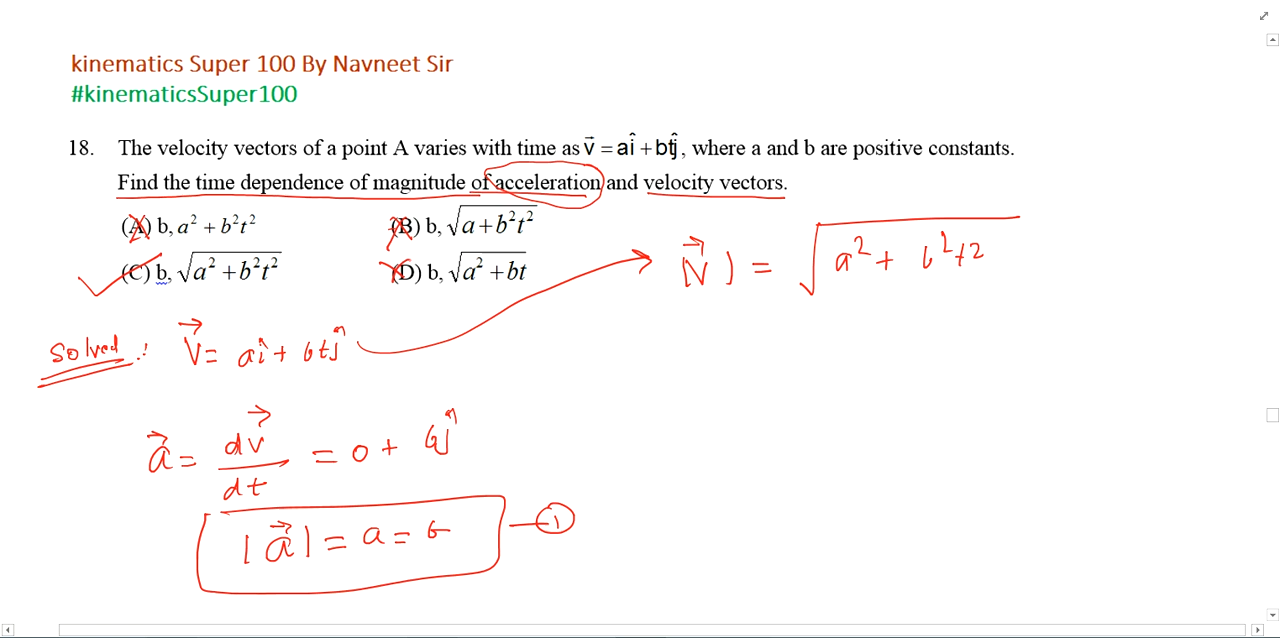 kinematics Super 100 By Navneet Sir
#kinematicsSuper100
18. The velocity vectors of a point A varies with time as v⃗ = aî + btĵ, where a and b are positive constants.
Find the time dependence of magnitude of acceleration and velocity vectors.
(A) b, a² + b²t² (B) b, √(a + b²t²)
(C) b, √(a² + b²t²) (D) b, √(a² + bt)
|v⃗| = √(a² + b²t²)
Solved :. v⃗ = aî + btĵ
a⃗ = dv⃗/dt = 0 + bĵ
|a⃗| = a = b — ①